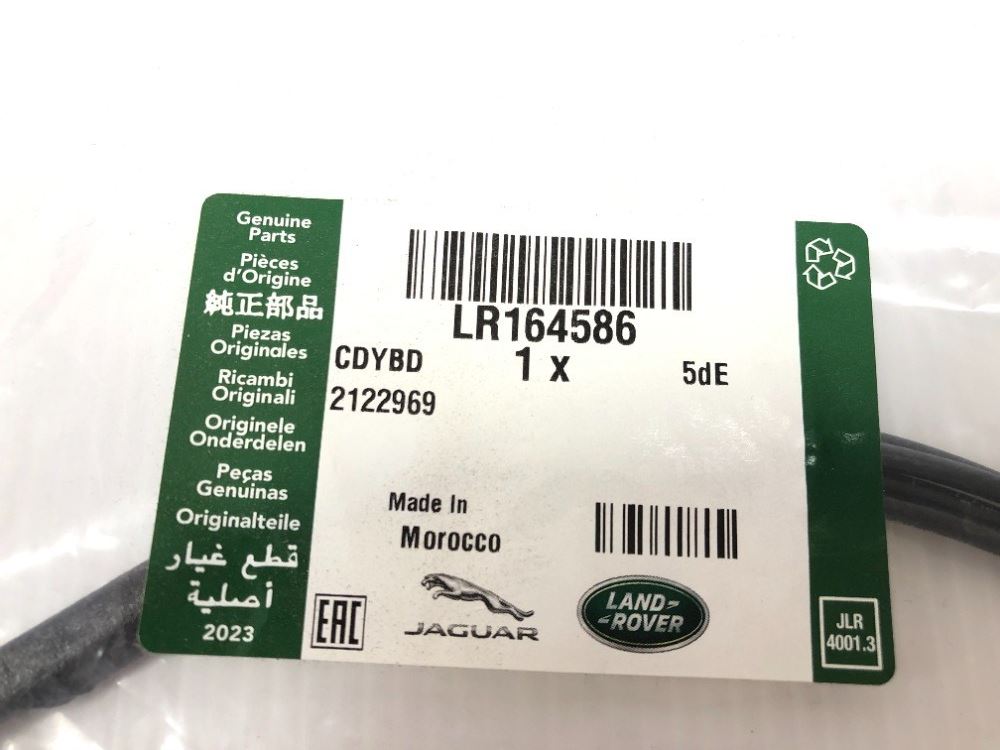 Genuine
Parts
Pièces
d'Origine
純正部品
Piezas
Originales
Ricambi
Originali
Originele
Onderdelen
Peças
Genuinas
Originalteile
قطع غيار
أصلية
2023
LR164586
CDYBD
1 x
5dE
2122969
Made In
Morocco
EAC
JAGUAR
LAND-
-ROVER
JLR
4001.3